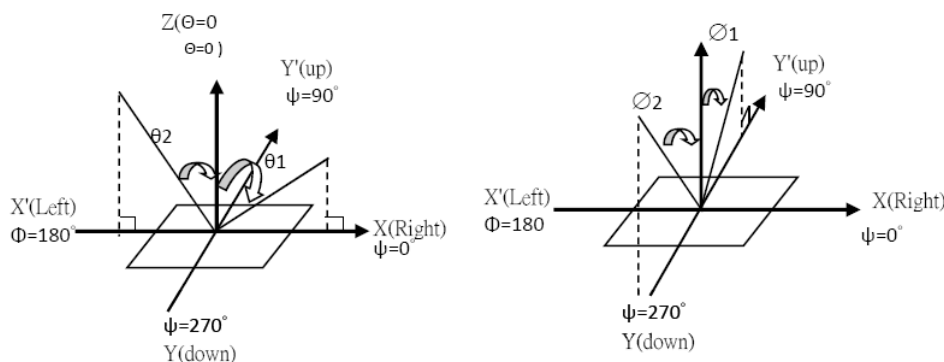 Z(Θ=0
Θ=0 )
Y'(up)
ψ=90°
θ2
θ1
X'(Left)
Φ=180°
X(Right)
ψ=0°
ψ=270°
Y(down)
∅1
Y'(up)
ψ=90°
∅2
X'(Left)
Φ=180
X(Right)
ψ=0°
ψ=270°
Y(down)